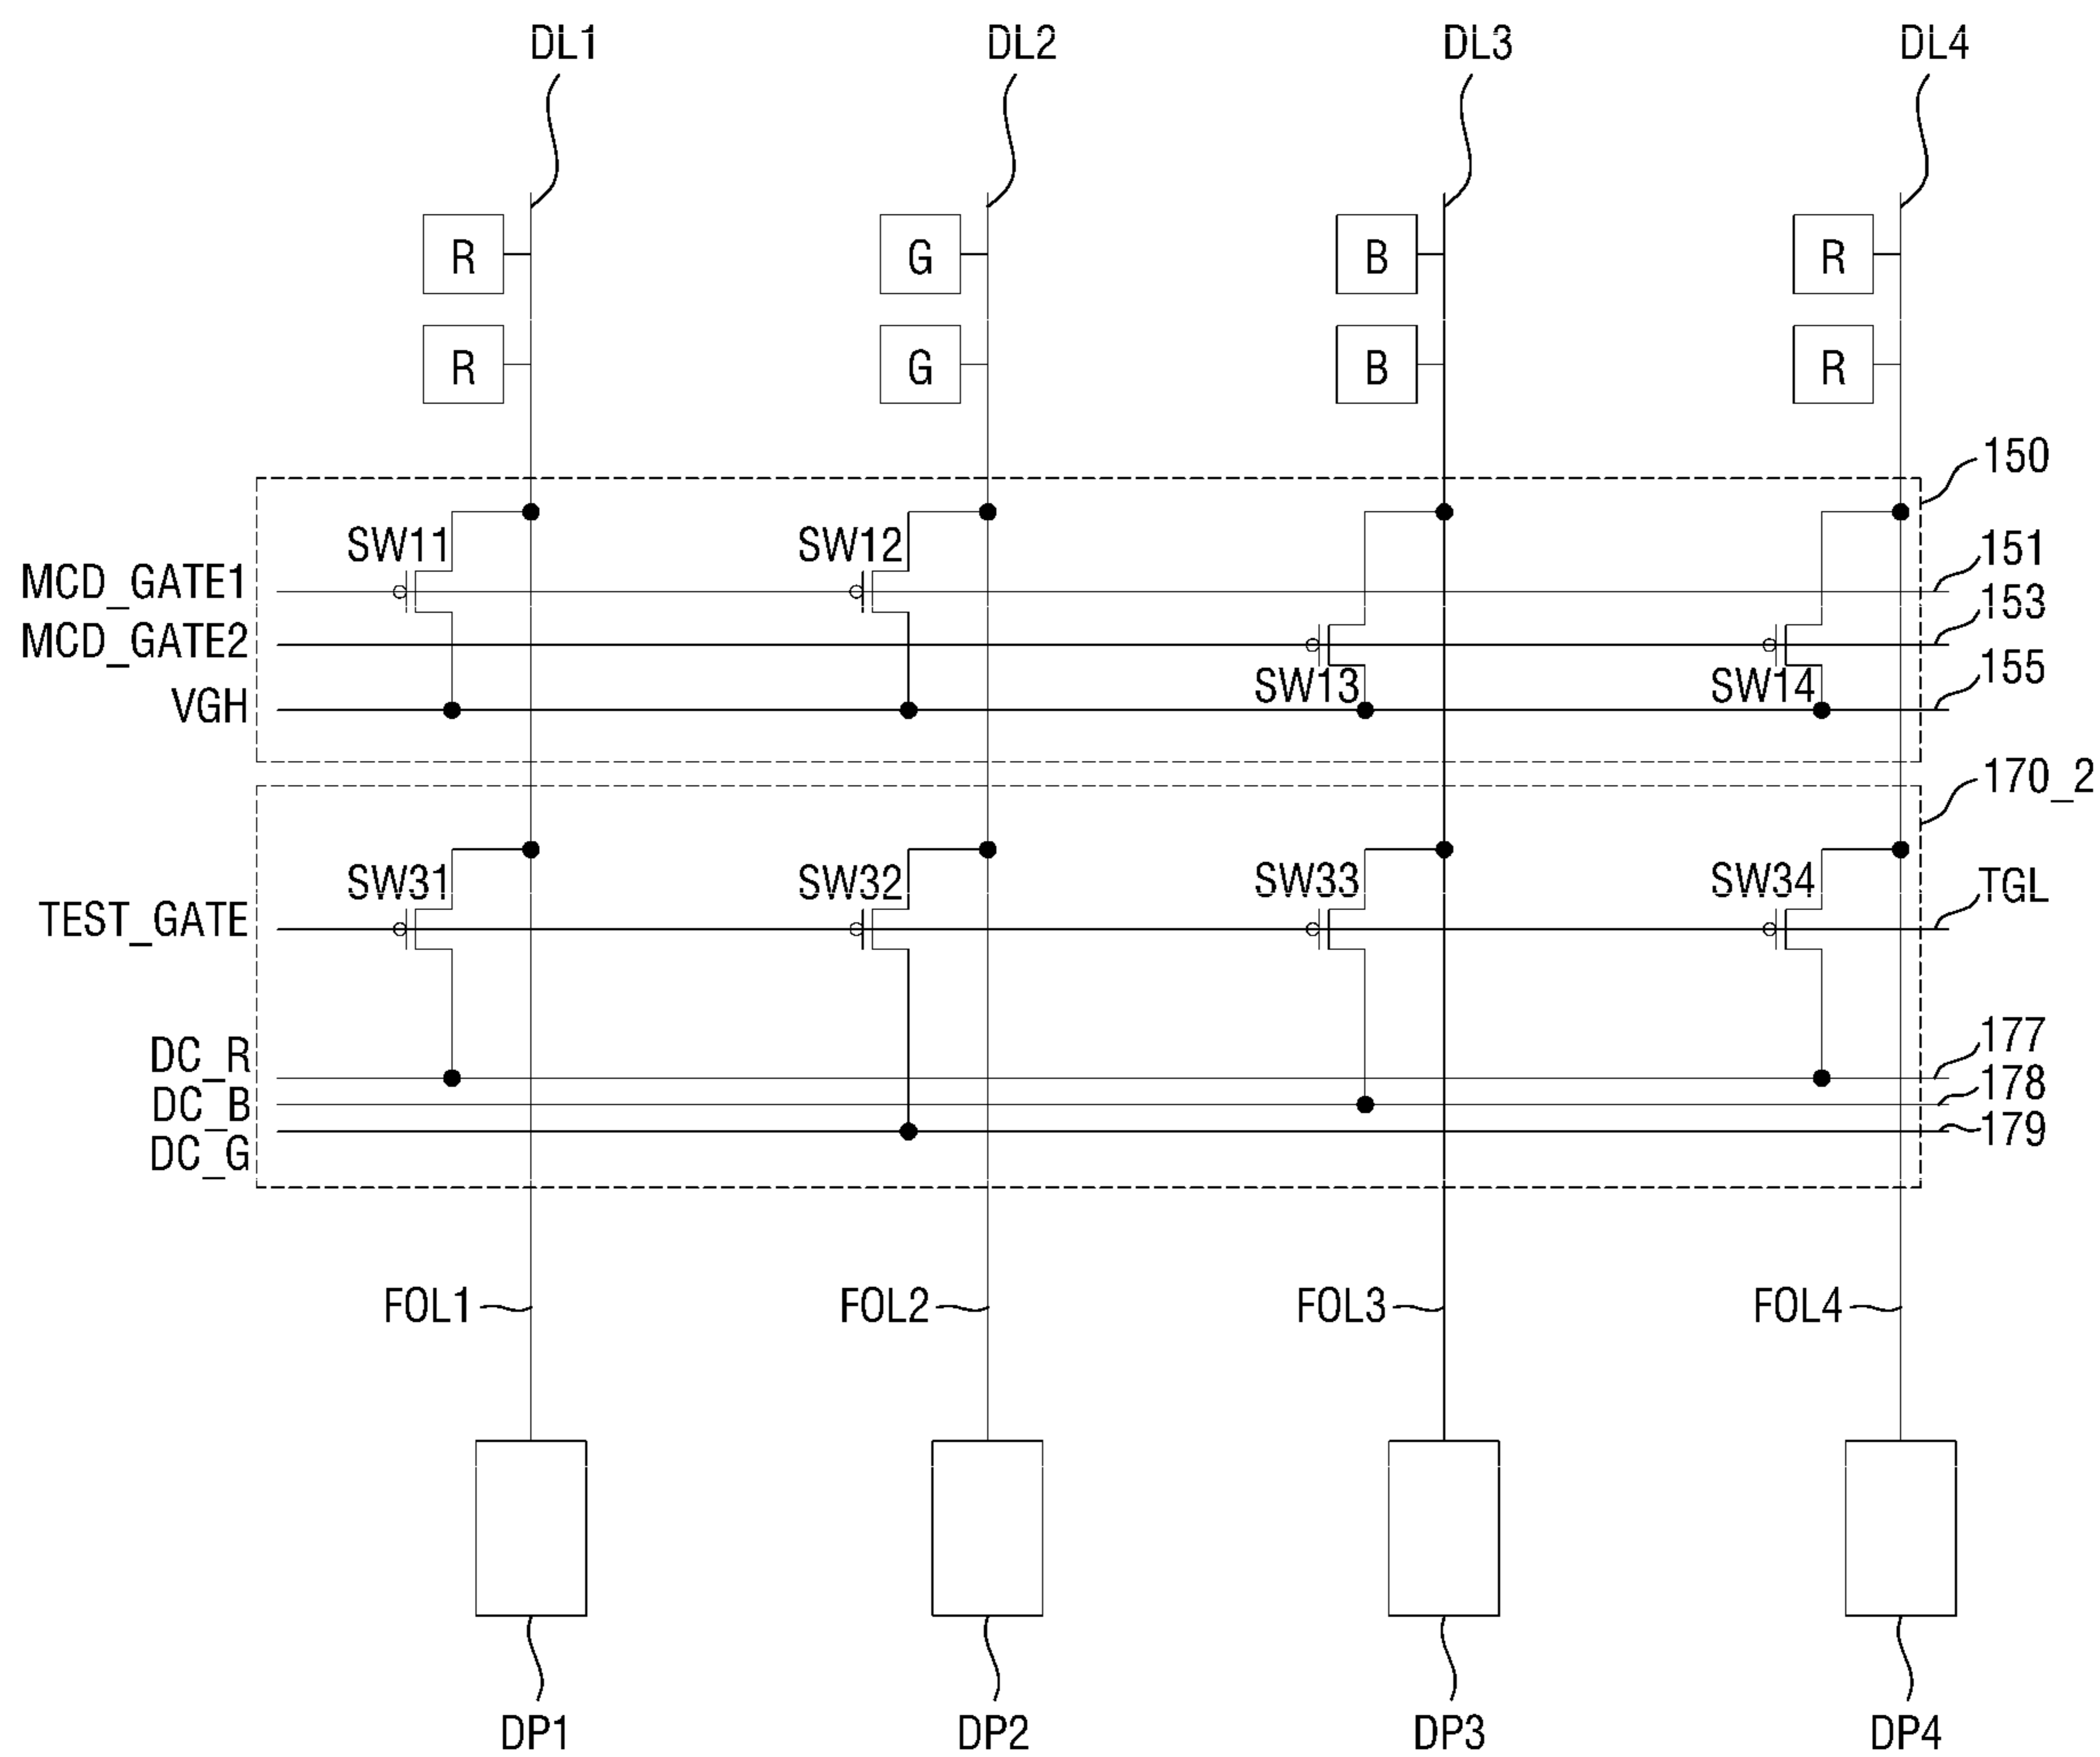 DL1 DL2 DL3 DL4
R G B R
R G B R
150
SW11 SW12
151
MCD_GATE1
153
MCD_GATE2
155
SW13 SW14
VGH
170_2
SW31 SW32 SW33 SW34
TGL
TEST_GATE
177
DC_R
178
DC_B
179
DC_G
FOL1 FOL2 FOL3 FOL4
DP1 DP2 DP3 DP4